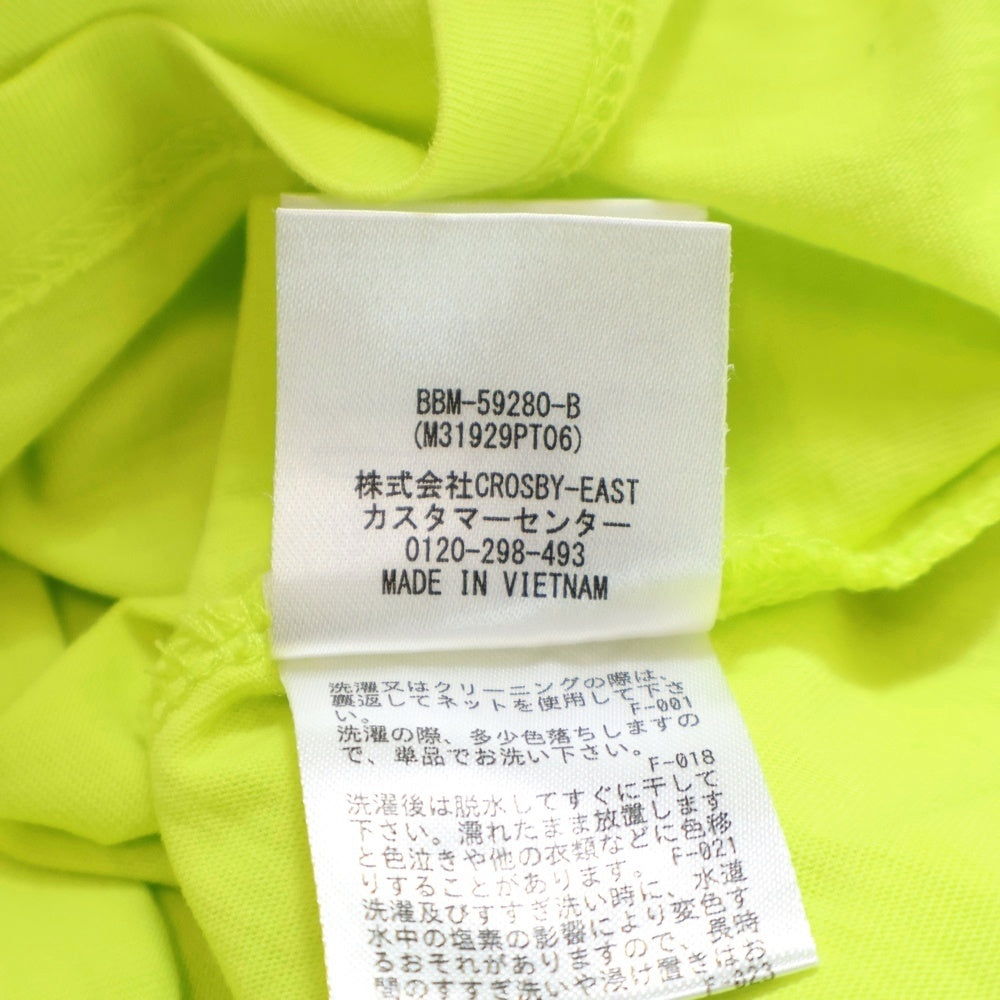 BBM-59280-B
(M31929PT06)
株式会社CROSBY-EAST
カスタマーセンター
0120-298-493
MADE IN VIETNAM
洗濯又はクリーニングの際は、
裏返してネットを使用して下さ
い。 F-001
洗濯の際、多少色落ちしますの
で、単品でお洗い下さい。
F-018
洗濯後は脱水してすぐに干して
下さい。濡れたまま放置します
と色泣きや他の衣類などに色移
りすることがあります。 F-021
洗濯及びすすぎ洗い時に、水道
水中の塩素の影響により変色す
るおそれがありますので、長時
間のすすぎ洗いや浸け置きはお
F-023